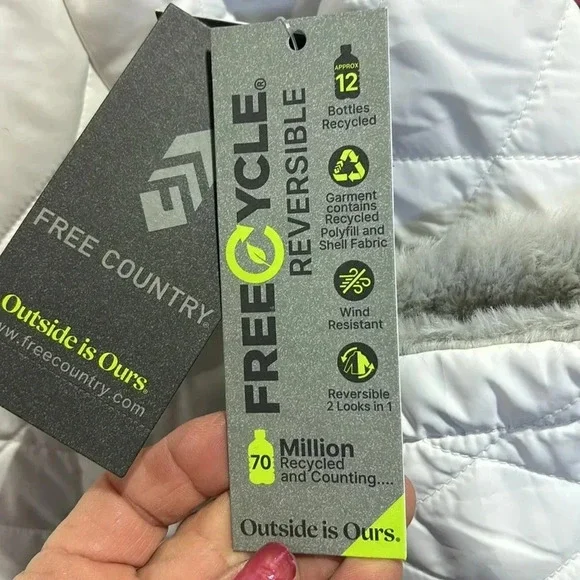 FREE COUNTRY®
Outside is Ours®
www.freecountry.com
FREECYCLE®
REVERSIBLE
APPROX
12
Bottles
Recycled
Garment
contains
Recycled
Polyfill and
Shell Fabric
Wind
Resistant
Reversible
2 Looks in 1
70
Million
Recycled
and Counting....
Outside is Ours®